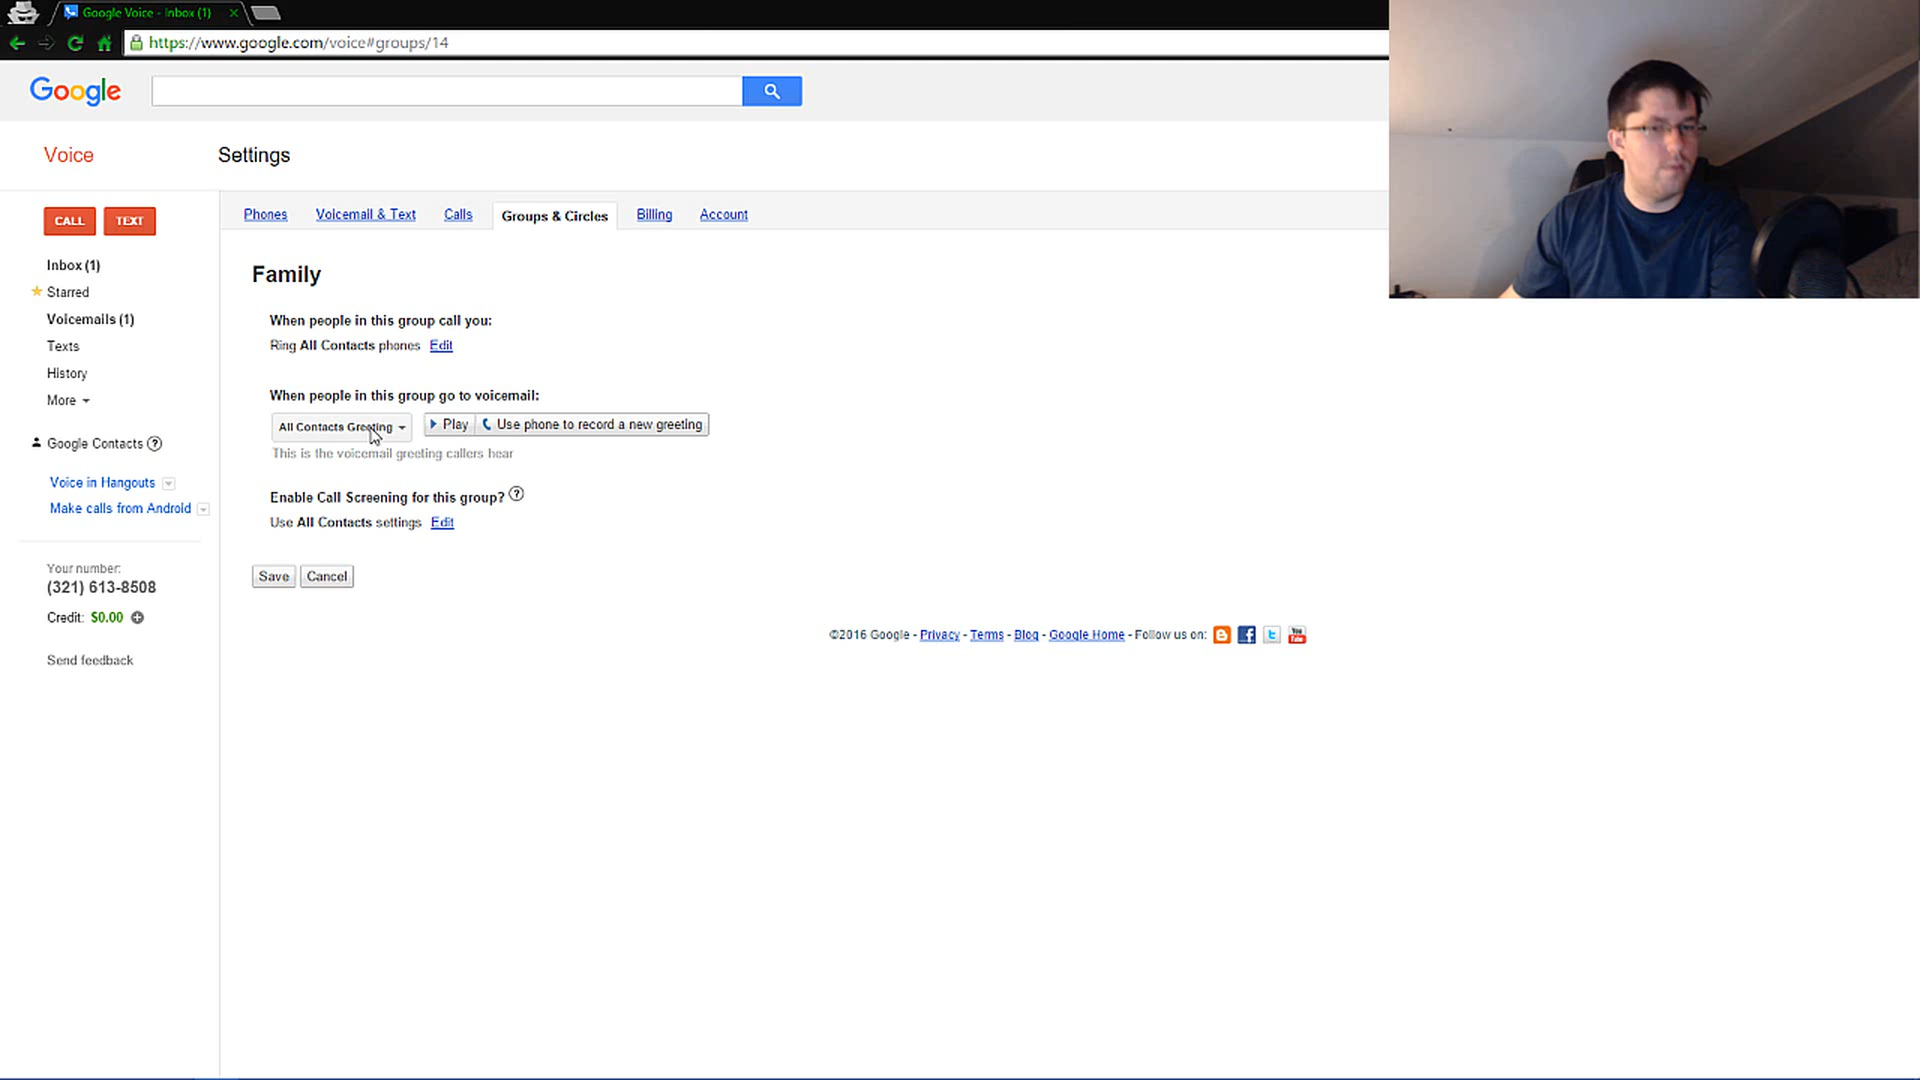 Google Voice - Inbox (1)
https://www.google.com/voice#groups/14
Google
Voice
Settings
CALL
TEXT
Phones
Voicemail & Text
Calls
Groups & Circles
Billing
Account
Inbox (1)
Starred
Voicemails (1)
Texts
History
More
Google Contacts ?
Voice in Hangouts
Make calls from Android
Your number:
(321) 613-8508
Credit: $0.00
Send feedback
Family
When people in this group call you:
Ring All Contacts phones Edit
When people in this group go to voicemail:
All Contacts Greeting
Play
Use phone to record a new greeting
This is the voicemail greeting callers hear
Enable Call Screening for this group? ?
Use All Contacts settings Edit
Save
Cancel
©2016 Google - Privacy - Terms - Blog - Google Home - Follow us on: